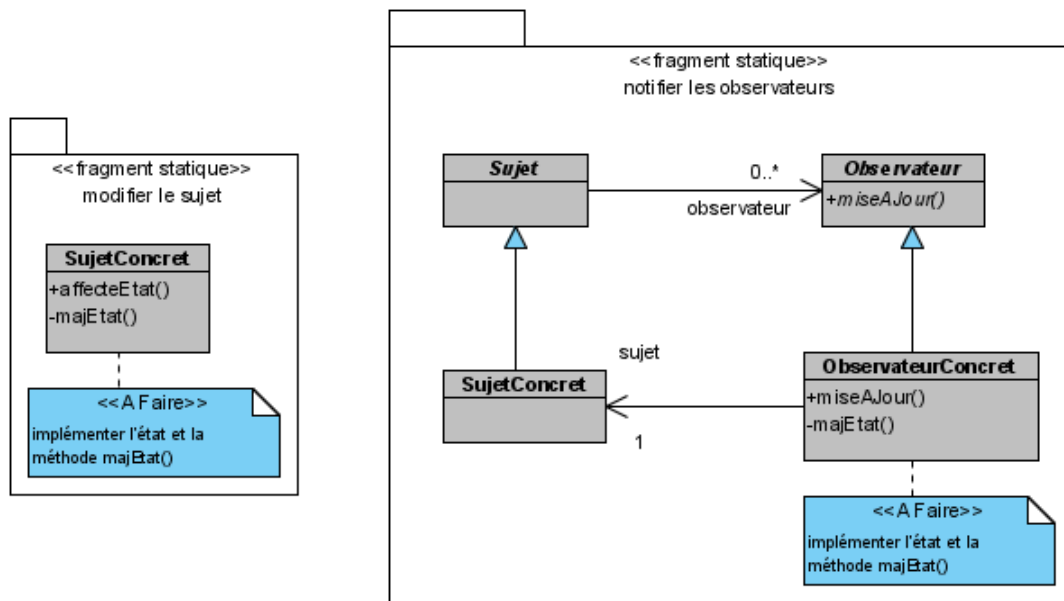 <<fragment statique>>
modifier le sujet
SujetConcret
+affecteEtat()
-majEtat()
<<A Faire>>
implémenter l'état et la
méthode majEtat()
<<fragment statique>>
notifier les observateurs
Sujet
0..*
observateur
Observateur
+miseAJour()
sujet
SujetConcret
1
ObservateurConcret
+miseAJour()
-majEtat()
<<A Faire>>
implémenter l'état et la
méthode majEtat()